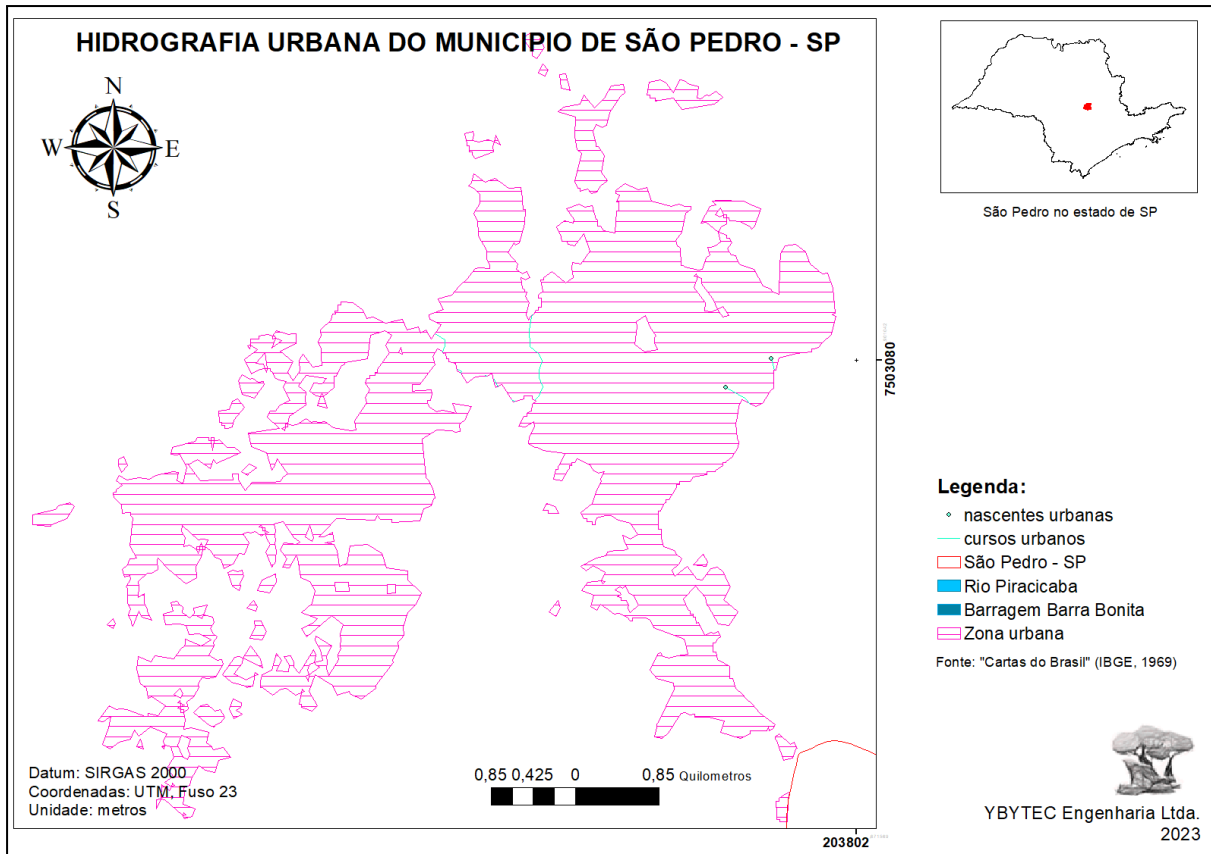 HIDROGRAFIA URBANA DO MUNICIPIO DE SÃO PEDRO - SP
N
W
E
S
São Pedro no estado de SP
7503080
Legenda:
nascentes urbanas
cursos urbanos
São Pedro - SP
Rio Piracicaba
Barragem Barra Bonita
Zona urbana
Fonte: "Cartas do Brasil" (IBGE, 1969)
Datum: SIRGAS 2000
Coordenadas: UTM, Fuso 23
Unidade: metros
0,85 0,425 0 0,85 Quilometros
YBYTEC Engenharia Ltda.
2023
203802